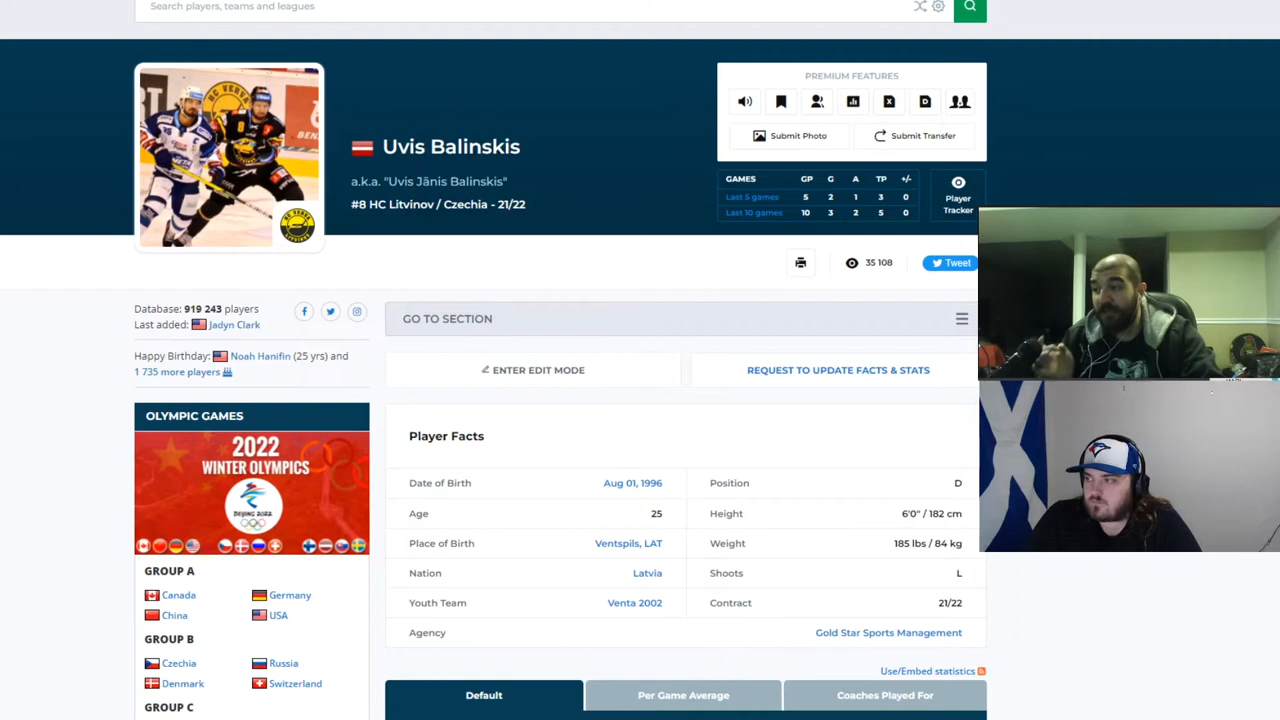 Search players, teams and leagues
Uvis Balinskis
a.k.a. "Uvis Jānis Balinskis"
#8 HC Litvinov / Czechia - 21/22
PREMIUM FEATURES
Submit Photo
Submit Transfer
GAMES GP G A TP +/-
Last 5 games 5 2 1 3 0
Last 10 games 10 3 2 5 0
Player
Tracker
35 108
Tweet
Database: 919 243 players
Last added: Jadyn Clark
Happy Birthday: Noah Hanifin (25 yrs) and
1 735 more players
GO TO SECTION
ENTER EDIT MODE
REQUEST TO UPDATE FACTS & STATS
OLYMPIC GAMES
2022
WINTER OLYMPICS
BEIJING 2022
GROUP A
Canada Germany
China USA
GROUP B
Czechia Russia
Denmark Switzerland
GROUP C
Player Facts
Date of Birth Aug 01, 1996 Position D
Age 25 Height 6'0" / 182 cm
Place of Birth Ventspils, LAT Weight 185 lbs / 84 kg
Nation Latvia Shoots L
Youth Team Venta 2002 Contract 21/22
Agency Gold Star Sports Management
Use/Embed statistics
Default
Per Game Average
Coaches Played For